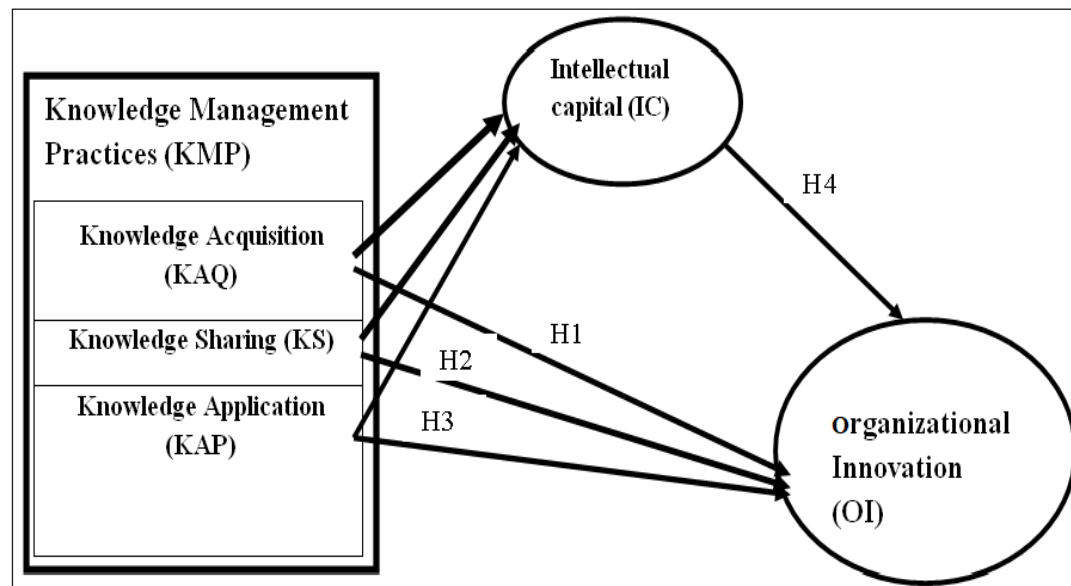 Intellectual
capital (IC)
Knowledge Management
Practices (KMP)
Knowledge Acquisition
(KAQ)
Knowledge Sharing (KS)
Knowledge Application
(KAP)
H4
H1
H2
H3
Organizational
Innovation
(OI)